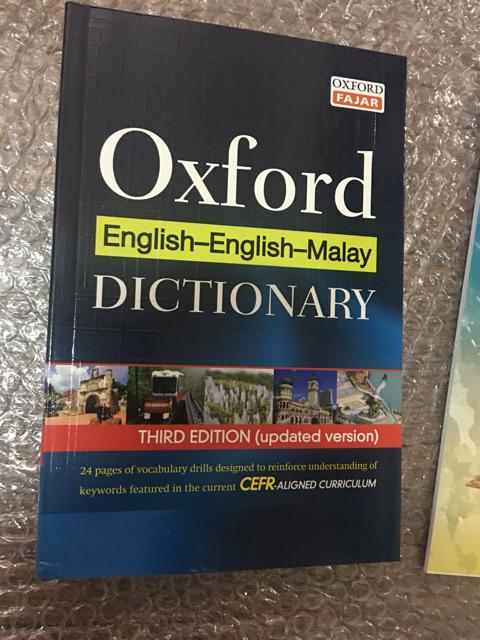 OXFORD
FAJAR
Oxford
English–English–Malay
DICTIONARY
THIRD EDITION (updated version)
24 pages of vocabulary drills designed to reinforce understanding of
keywords featured in the current CEFR-ALIGNED CURRICULUM